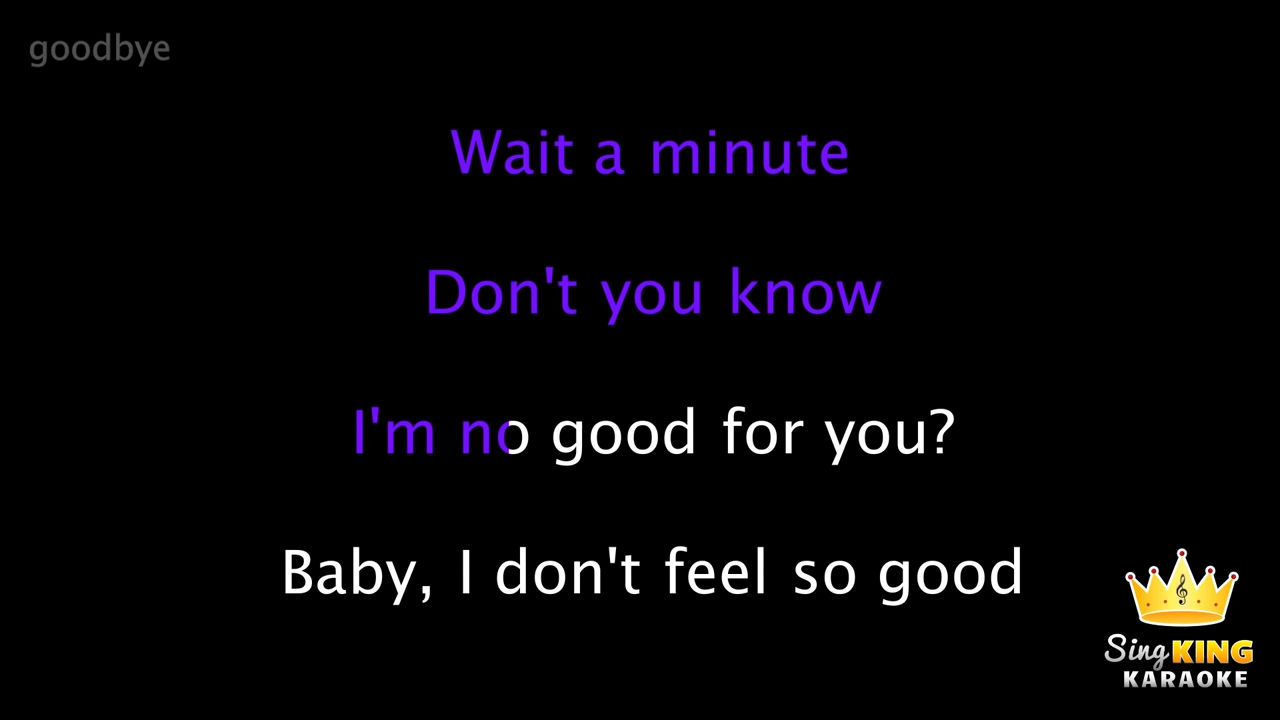 goodbye
Wait a minute
Don't you know
I'm no good for you?
Baby, I don't feel so good
Sing KING
KARAOKE